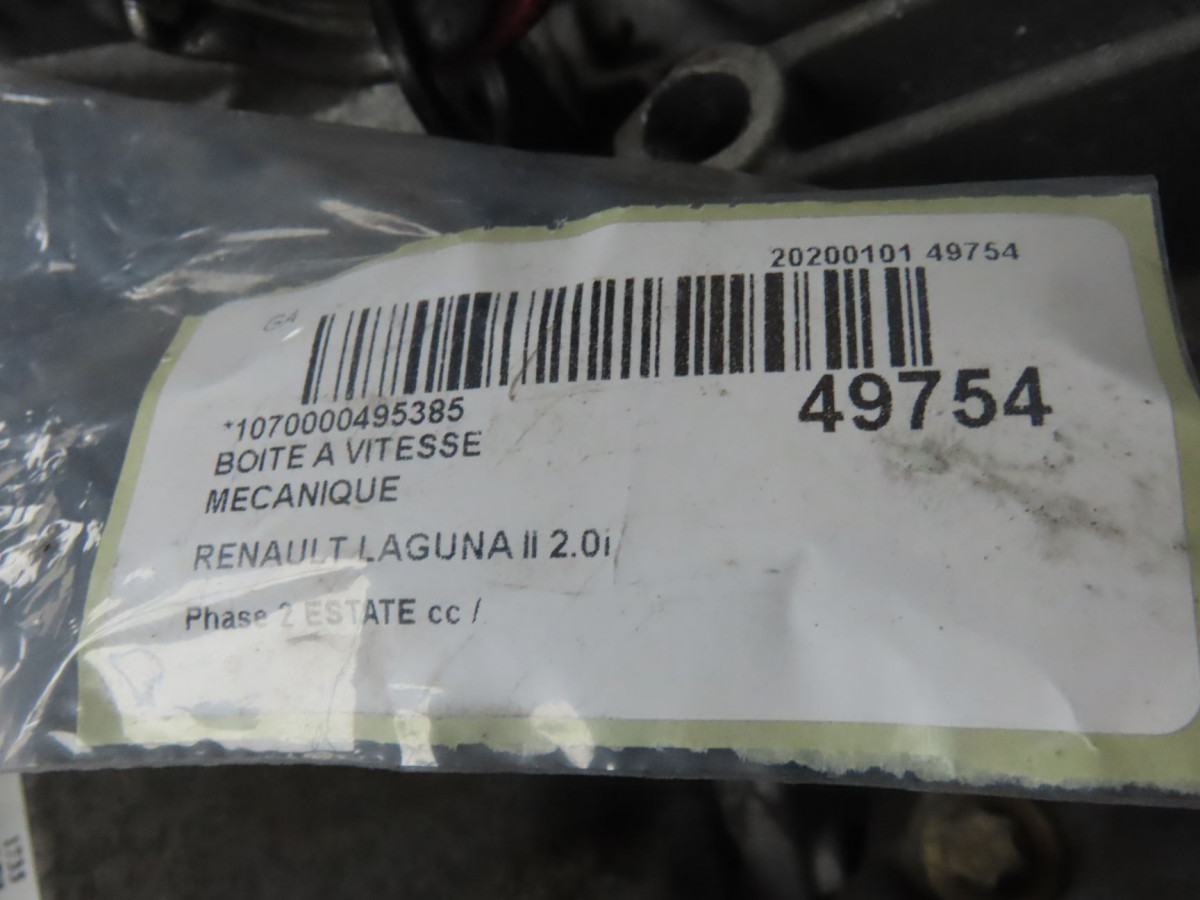 20200101 49754
GA
*1070000495385
49754
BOITE A VITESSE
MECANIQUE
RENAULT LAGUNA II 2.0i
Phase 2 ESTATE cc /